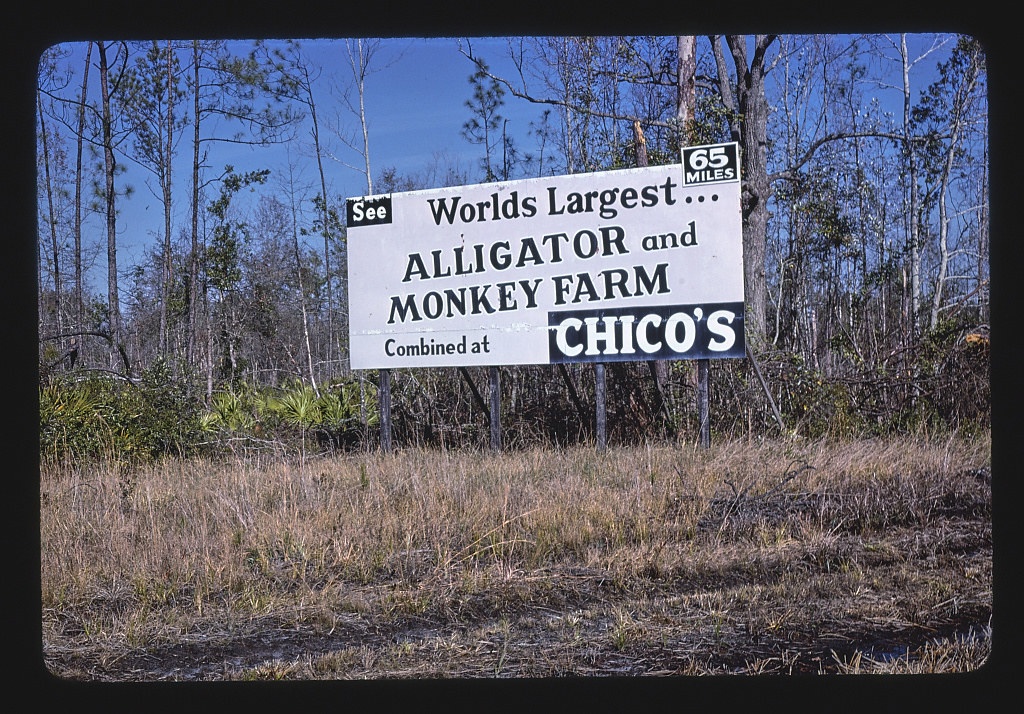 65
MILES
See
Worlds Largest...
ALLIGATOR and
MONKEY FARM
Combined at
CHICO'S